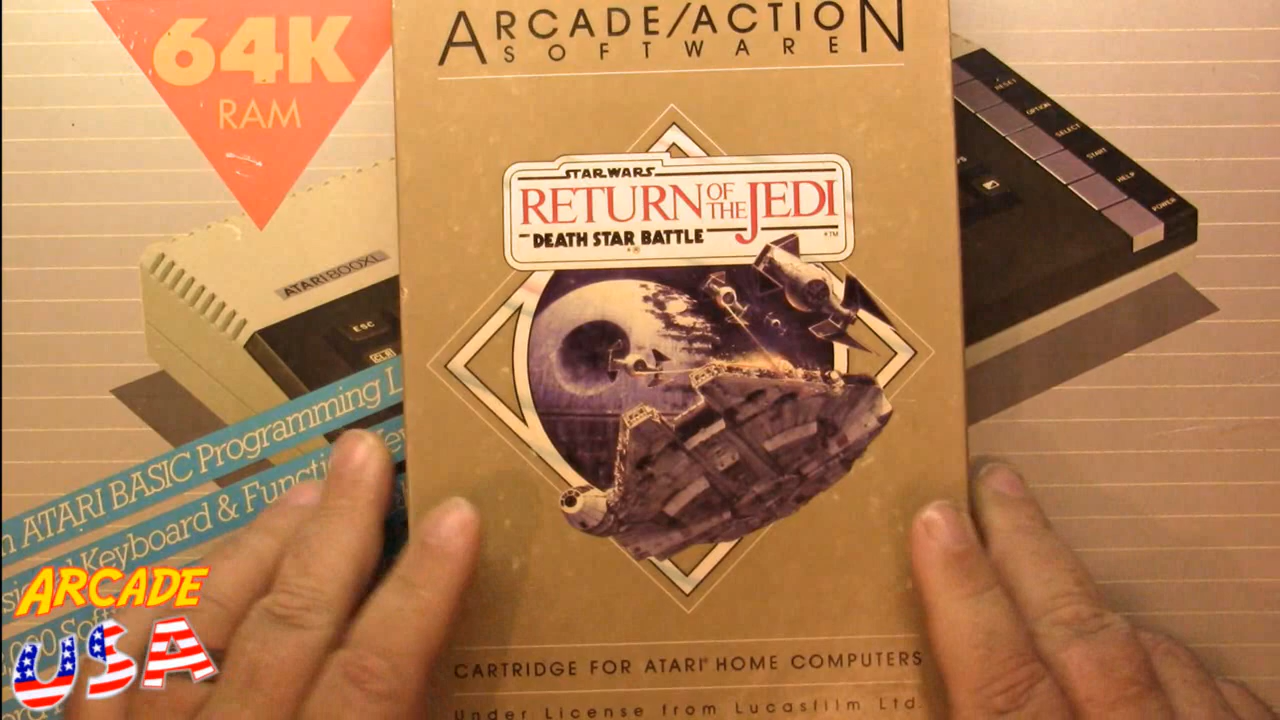 ARCADE/ACTION
SOFTWARE
64K
RAM
STAR WARS
RETURN OF THE JEDI
DEATH STAR BATTLE
TM
ATARI 800XL
ESC
CLR
RESET
OPTION
SELECT
START
HELP
POWER
ATARI BASIC Programming L
Keyboard & Functi
ARCADE
USA
CARTRIDGE FOR ATARI® HOME COMPUTERS
Under License from Lucasfilm Ltd.